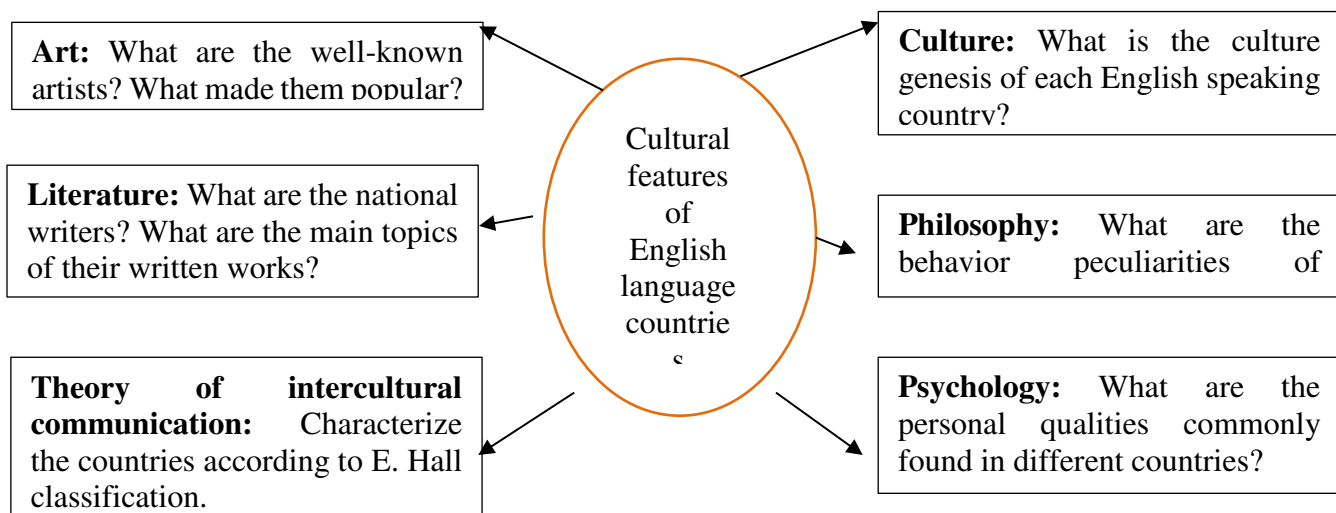 Art: What are the well-known
artists? What made them popular?
Culture: What is the culture
genesis of each English speaking
country?
Cultural
features
of
English
language
countrie
s
Literature: What are the national
writers? What are the main topics
of their written works?
Philosophy: What are the
behavior peculiarities of
Theory of intercultural
communication: Characterize
the countries according to E. Hall
classification.
Psychology: What are the
personal qualities commonly
found in different countries?